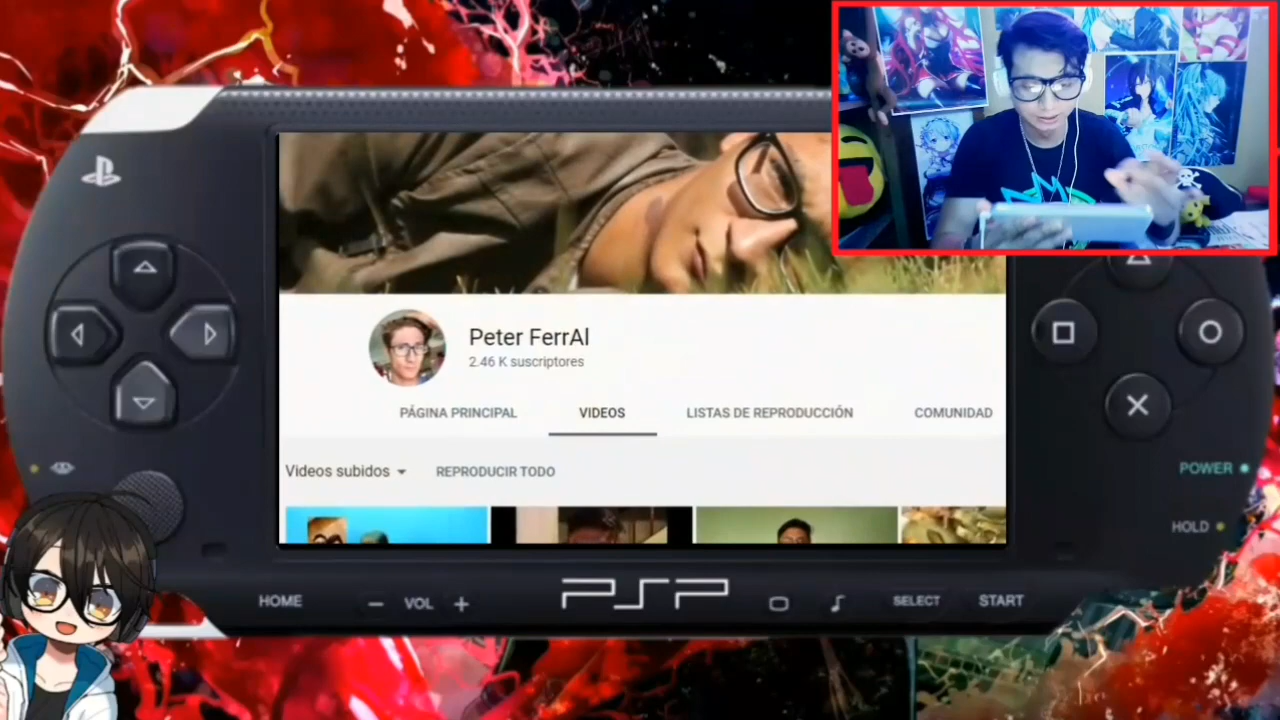 Peter FerrAl
2.46 K suscriptores
PÁGINA PRINCIPAL VIDEOS LISTAS DE REPRODUCCIÓN COMUNIDAD
Videos subidos REPRODUCIR TODO
POWER
HOLD
HOME − VOL + PSP SELECT START